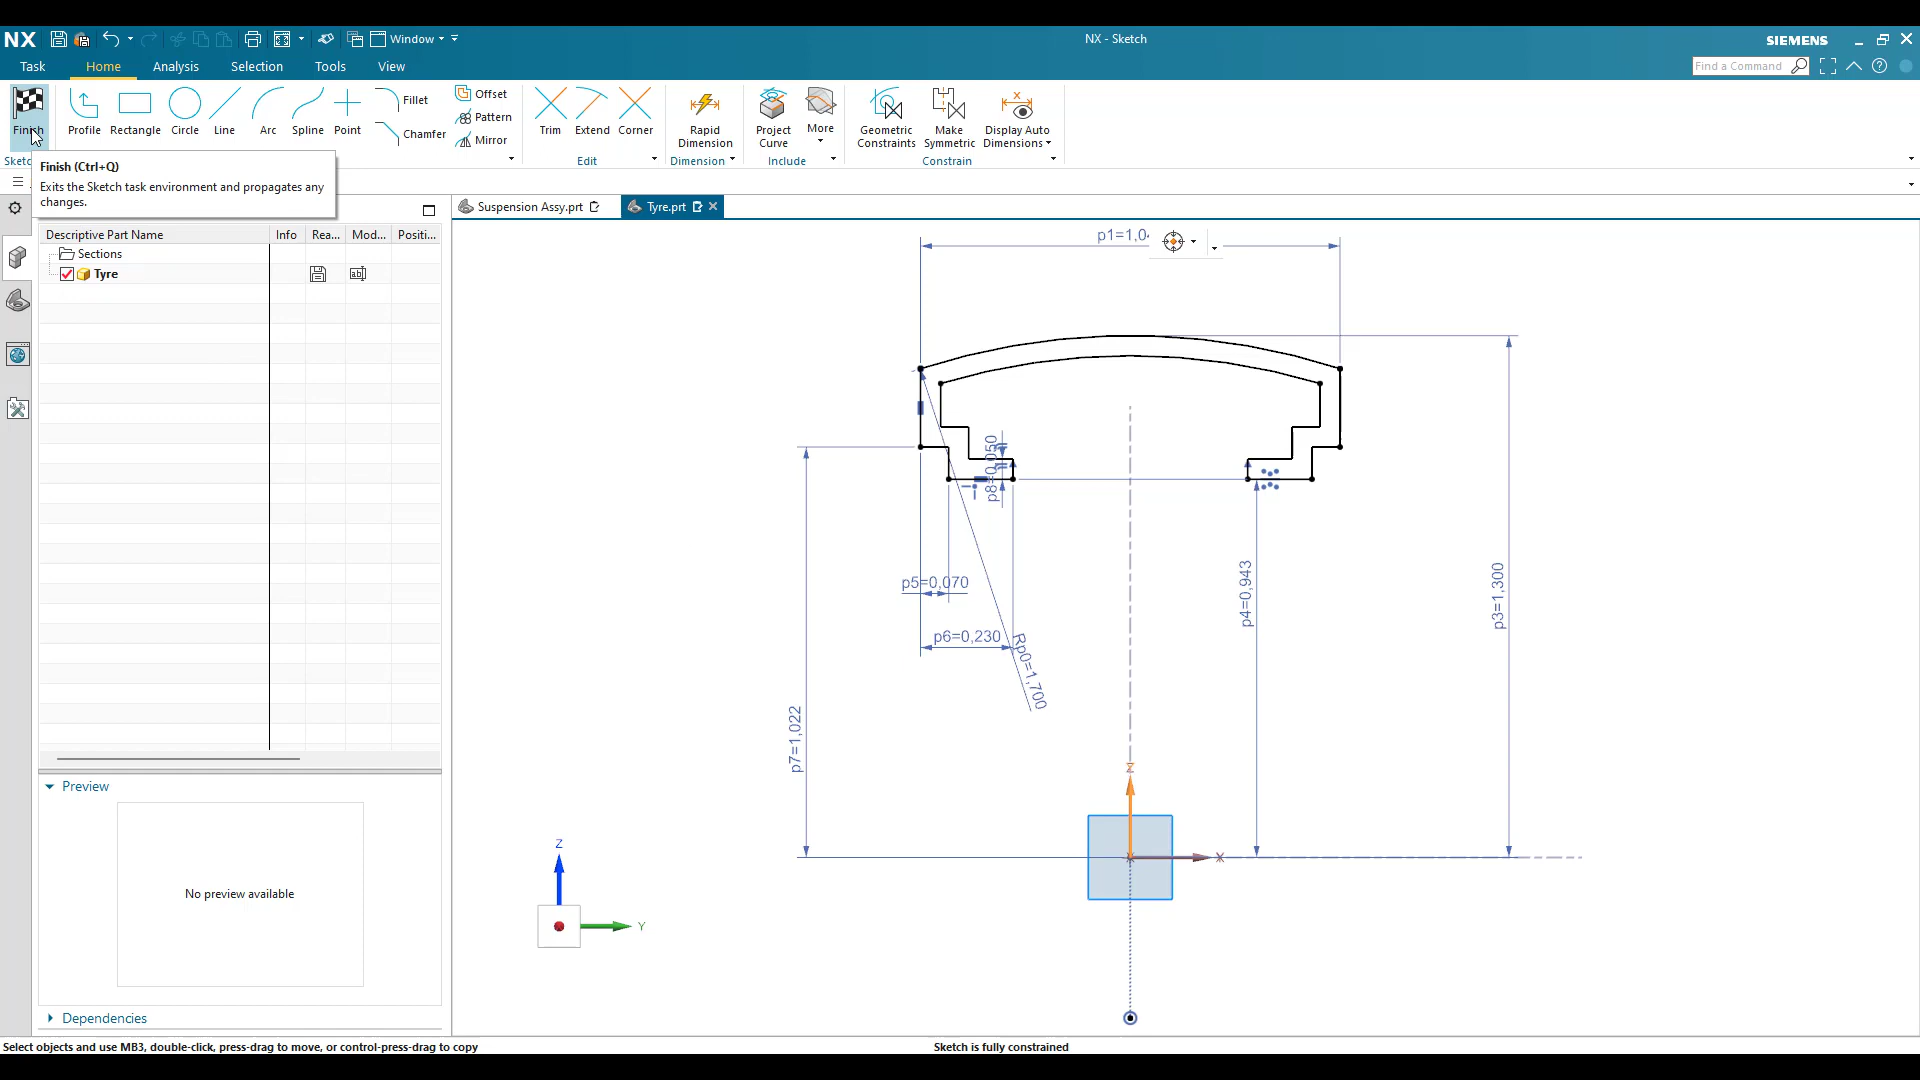 NX
Window
NX - Sketch
SIEMENS
Task
Home
Analysis
Selection
Tools
View
Find a Command
Finish
Profile
Rectangle
Circle
Line
Arc
Spline
Point
Fillet
Chamfer
Offset
Pattern
Mirror
Trim
Extend
Corner
Rapid
Dimension
Project
Curve
More
Geometric
Constraints
Make
Symmetric
Display Auto
Dimensions
Sketc
Edit
Dimension
Include
Constrain
Finish (Ctrl+Q)
Exits the Sketch task environment and propagates any
changes.
Suspension Assy.prt
Tyre.prt
Descriptive Part Name
Info
Rea...
Mod...
Positi...
Sections
Tyre
p1=1,04
p8=0,050
p5=0,070
p6=0,230
Rp0=1,700
p4=0,943
p3=1,300
p7=1,022
Z
X
Z
Y
Preview
No preview available
Dependencies
Select objects and use MB3, double-click, press-drag to move, or control-press-drag to copy
Sketch is fully constrained